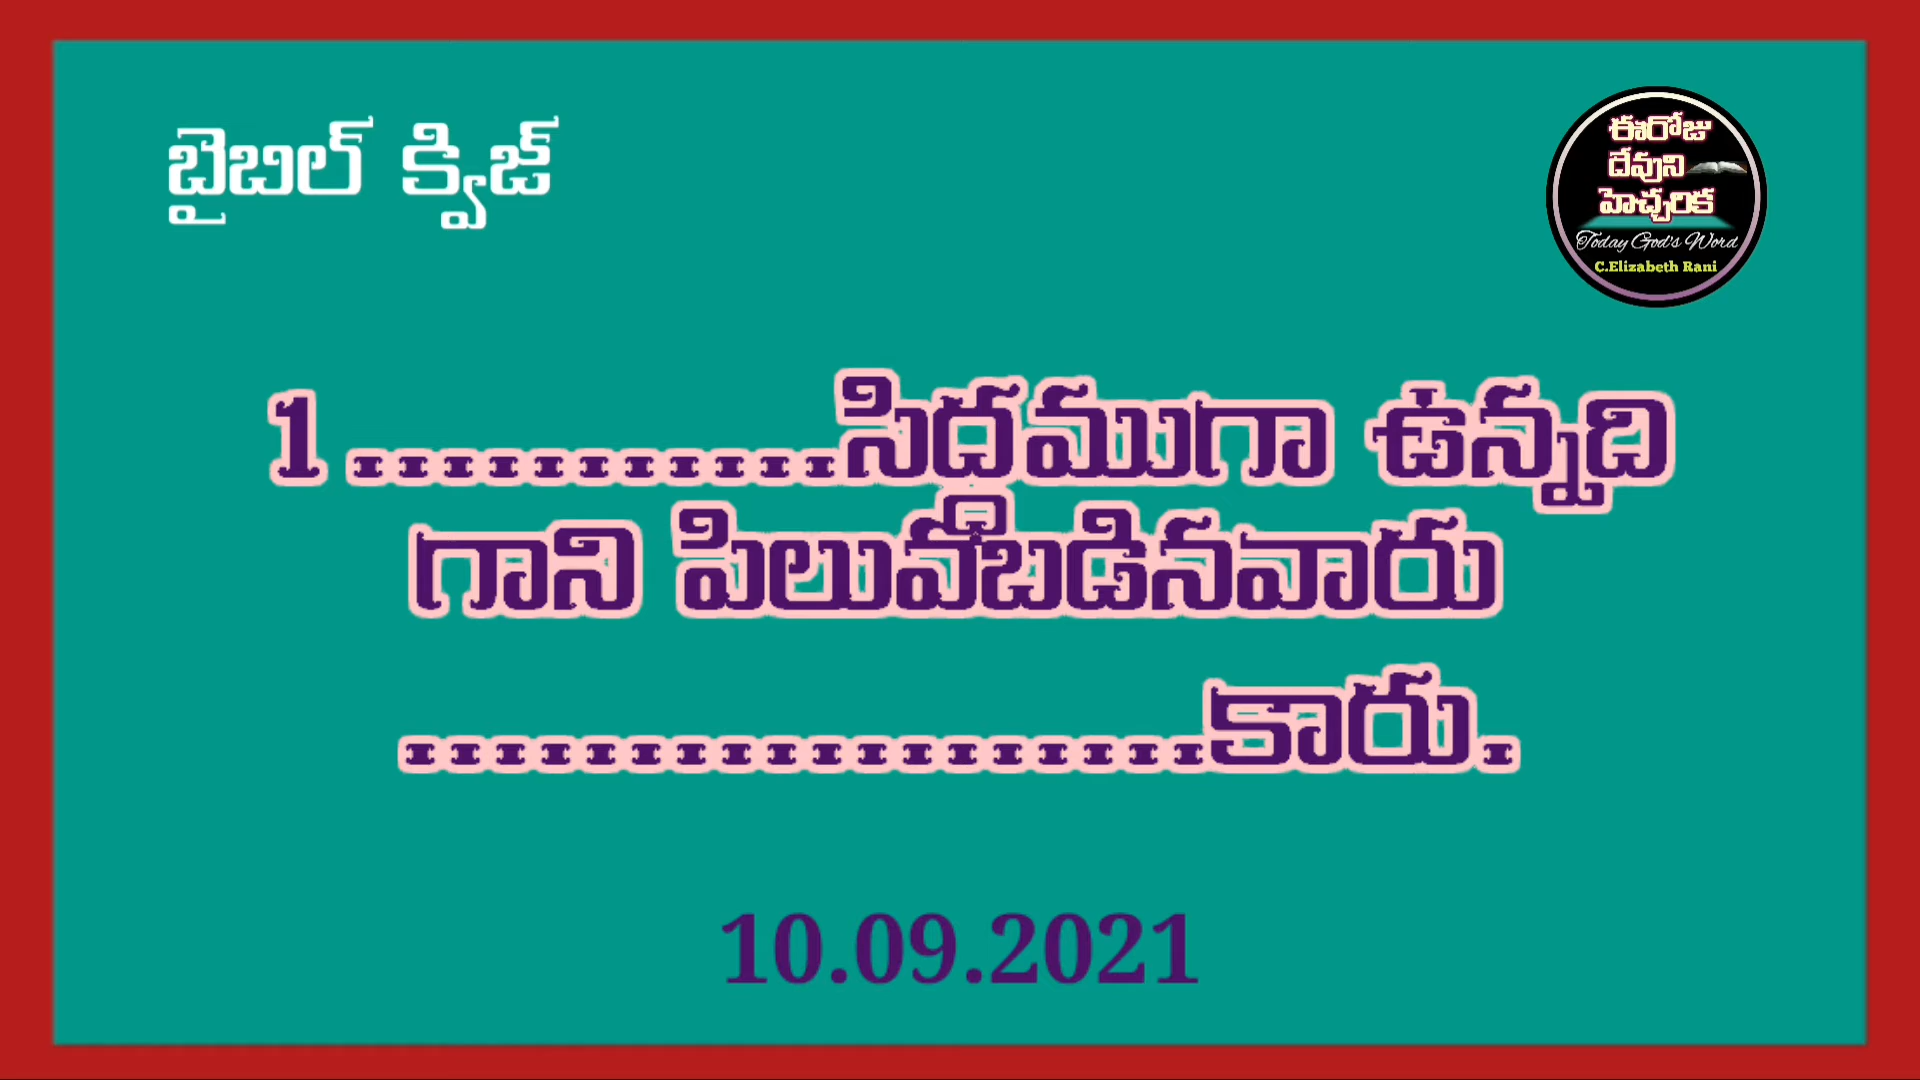 బైబిల్ క్విజ్
ఈరోజు
దేవుని
హెచ్చరిక
Today God's Word
C.Elizabeth Rani
1 ...........సిద్ధముగా ఉన్నది
గాని పిలువబడినవారు
..................కారు.
10.09.2021